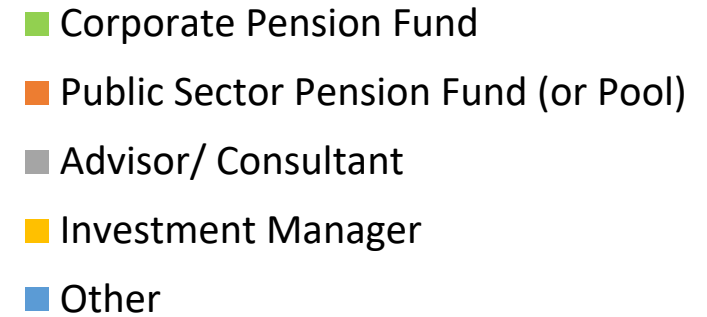 Corporate Pension Fund
Public Sector Pension Fund (or Pool)
Advisor/ Consultant
Investment Manager
Other